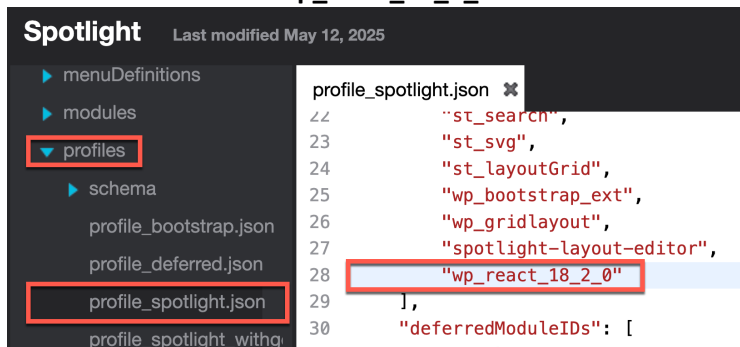 Spotlight Last modified May 12, 2025
menuDefinitions
modules
profiles
schema
profile_bootstrap.json
profile_deferred.json
profile_spotlight.json
profile_spotlight_withg
profile_spotlight.json ✖
22 "st_search",
23 "st_svg",
24 "st_layoutGrid",
25 "wp_bootstrap_ext",
26 "wp_gridlayout",
27 "spotlight-layout-editor",
28 "wp_react_18_2_0"
29 ],
30 "deferredModuleIDs": [